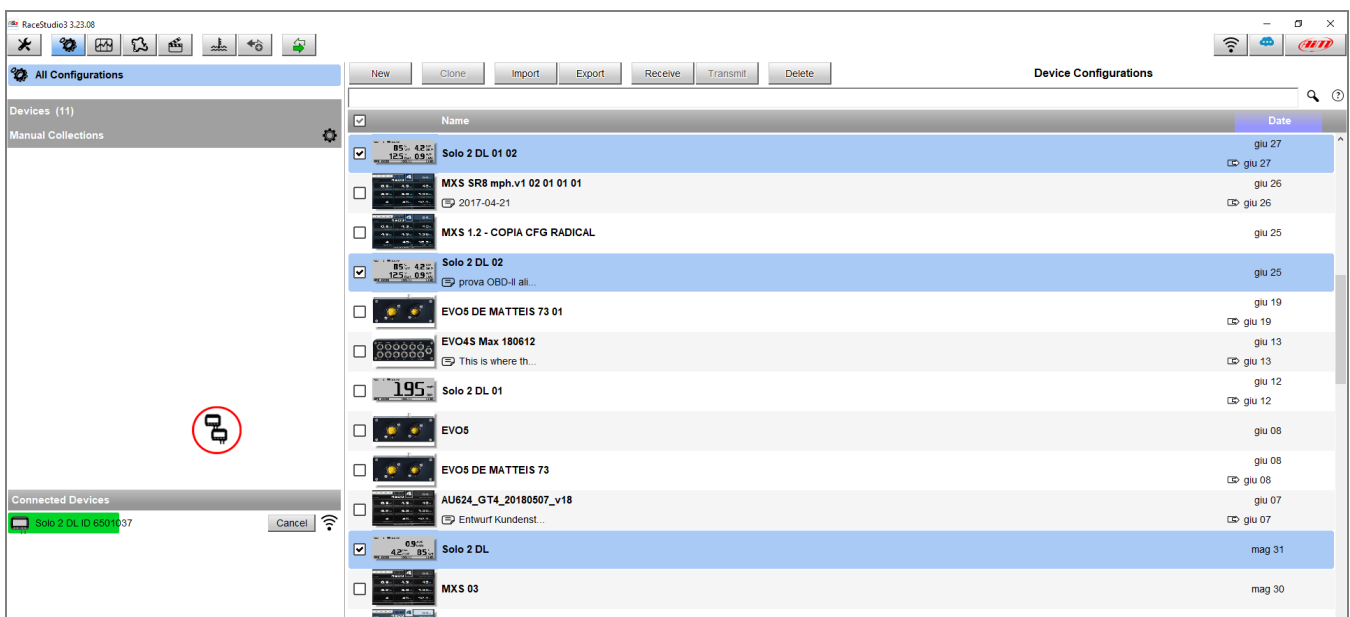 RaceStudio3 3.23.08
AiM
All Configurations
New Clone Import Export Receive Transmit Delete Device Configurations
Devices (11)
Manual Collections
Name Date
Solo 2 DL 01 02 giu 27
giu 27
MXS SR8 mph.v1 02 01 01 01 giu 26
2017-04-21 giu 26
MXS 1.2 - COPIA CFG RADICAL giu 25
Solo 2 DL 02
prova OBD-II ali... giu 25
EVO5 DE MATTEIS 73 01 giu 19
giu 19
EVO4S Max 180612 giu 13
This is where th... giu 13
195
Solo 2 DL 01 giu 12
giu 12
EVO5 giu 08
EVO5 DE MATTEIS 73 giu 08
giu 08
AU624_GT4_20180507_v18 giu 07
Entwurf Kundenst... giu 07
Connected Devices
Solo 2 DL ID 6501037 Cancel
Solo 2 DL mag 31
MXS 03 mag 30